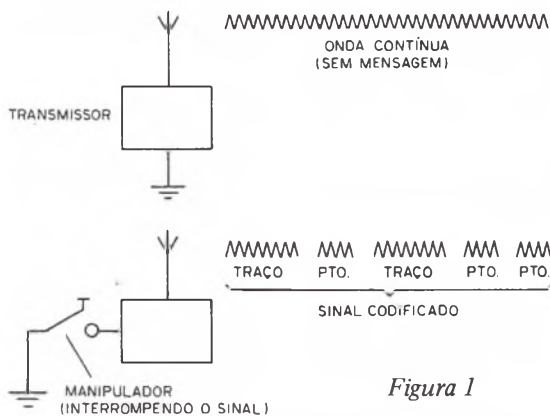 ONDA CONTÍNUA
(SEM MENSAGEM)
TRANSMISSOR
TRAÇO PTO. TRAÇO PTO. PTO.
SINAL CODIFICADO
MANIPULADOR
(INTERROMPENDO O SINAL)
Figura 1